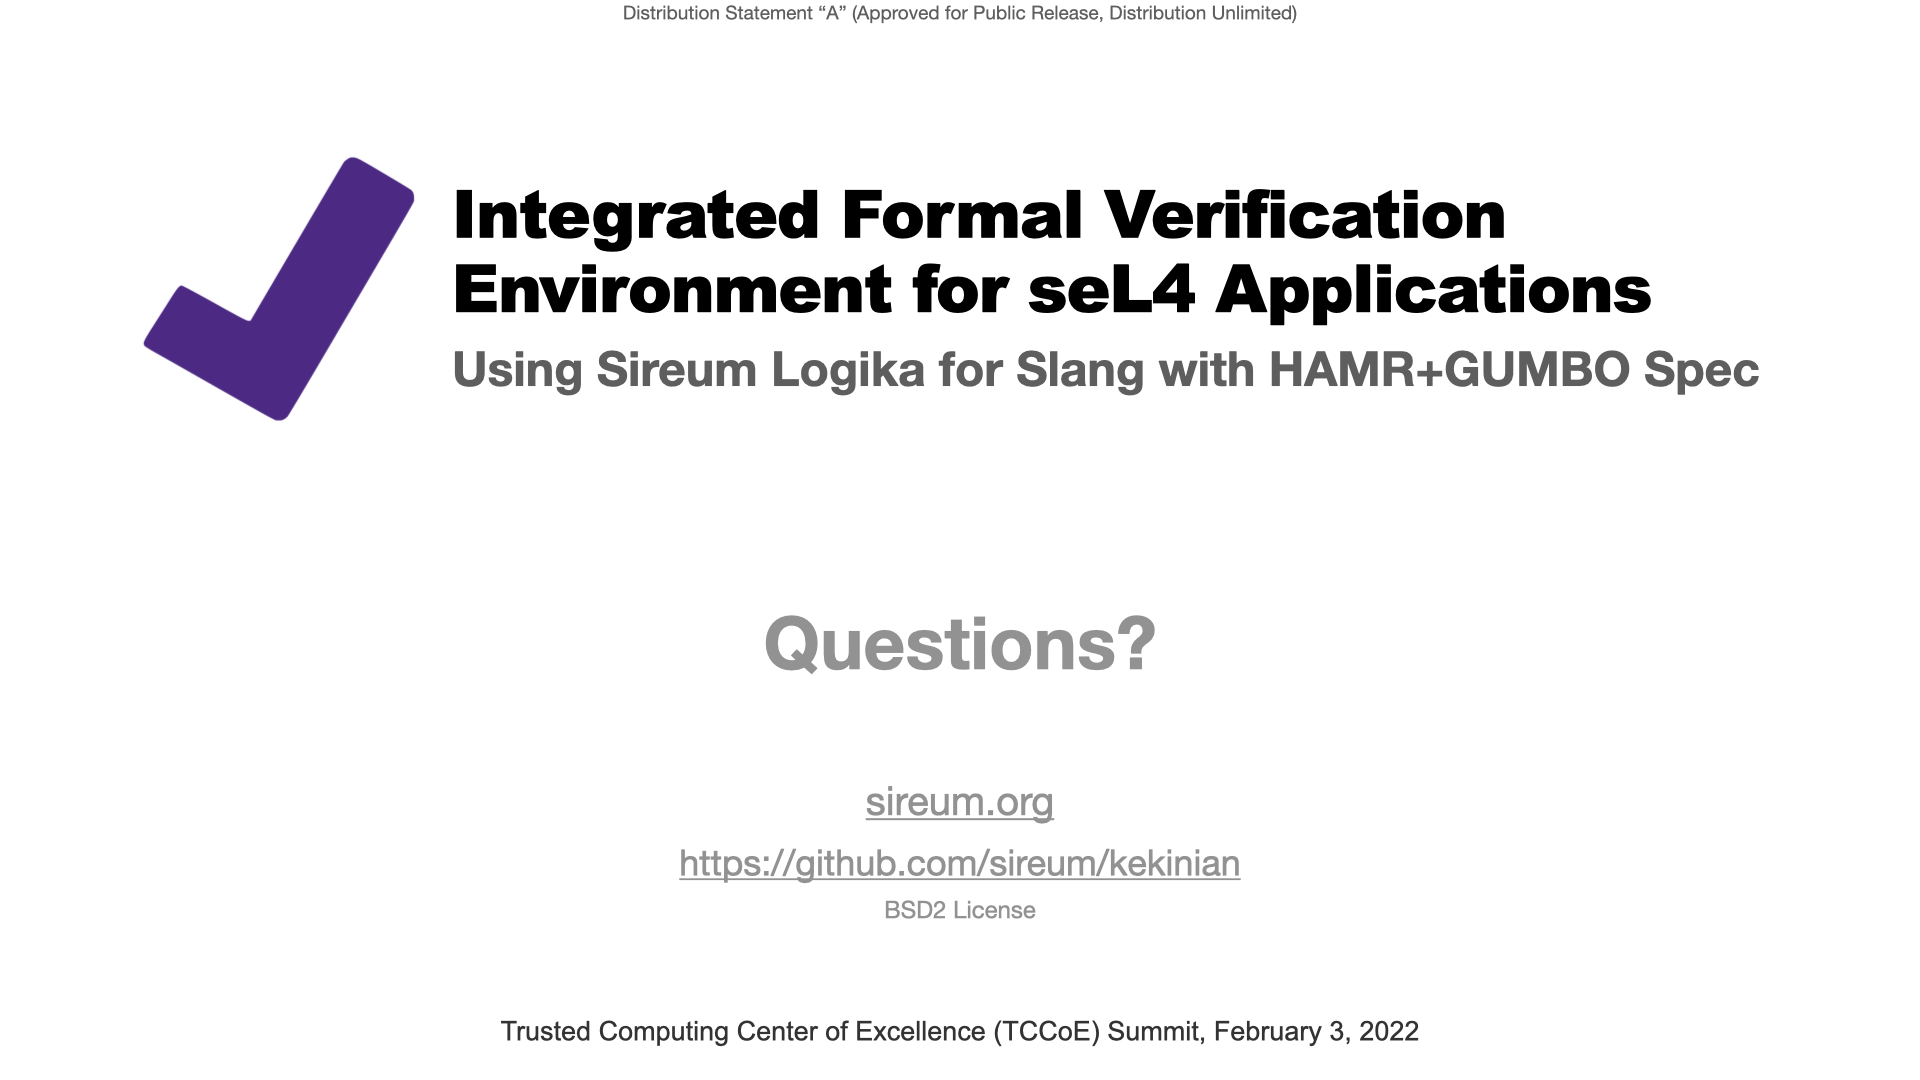 Distribution Statement “A” (Approved for Public Release, Distribution Unlimited)
Integrated Formal Verification
Environment for seL4 Applications
Using Sireum Logika for Slang with HAMR+GUMBO Spec
Questions?
sireum.org
https://github.com/sireum/kekinian
BSD2 License
Trusted Computing Center of Excellence (TCCoE) Summit, February 3, 2022